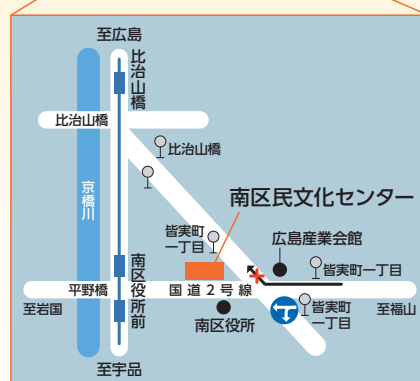 至広島
比治山橋
比治山橋
比治山橋
京橋川
南区民文化センター
皆実町
一丁目
広島産業会館
皆実町一丁目
南区役所前
平野橋
国道2号線
至岩国
南区役所
皆実町
一丁目
至福山
至宇品